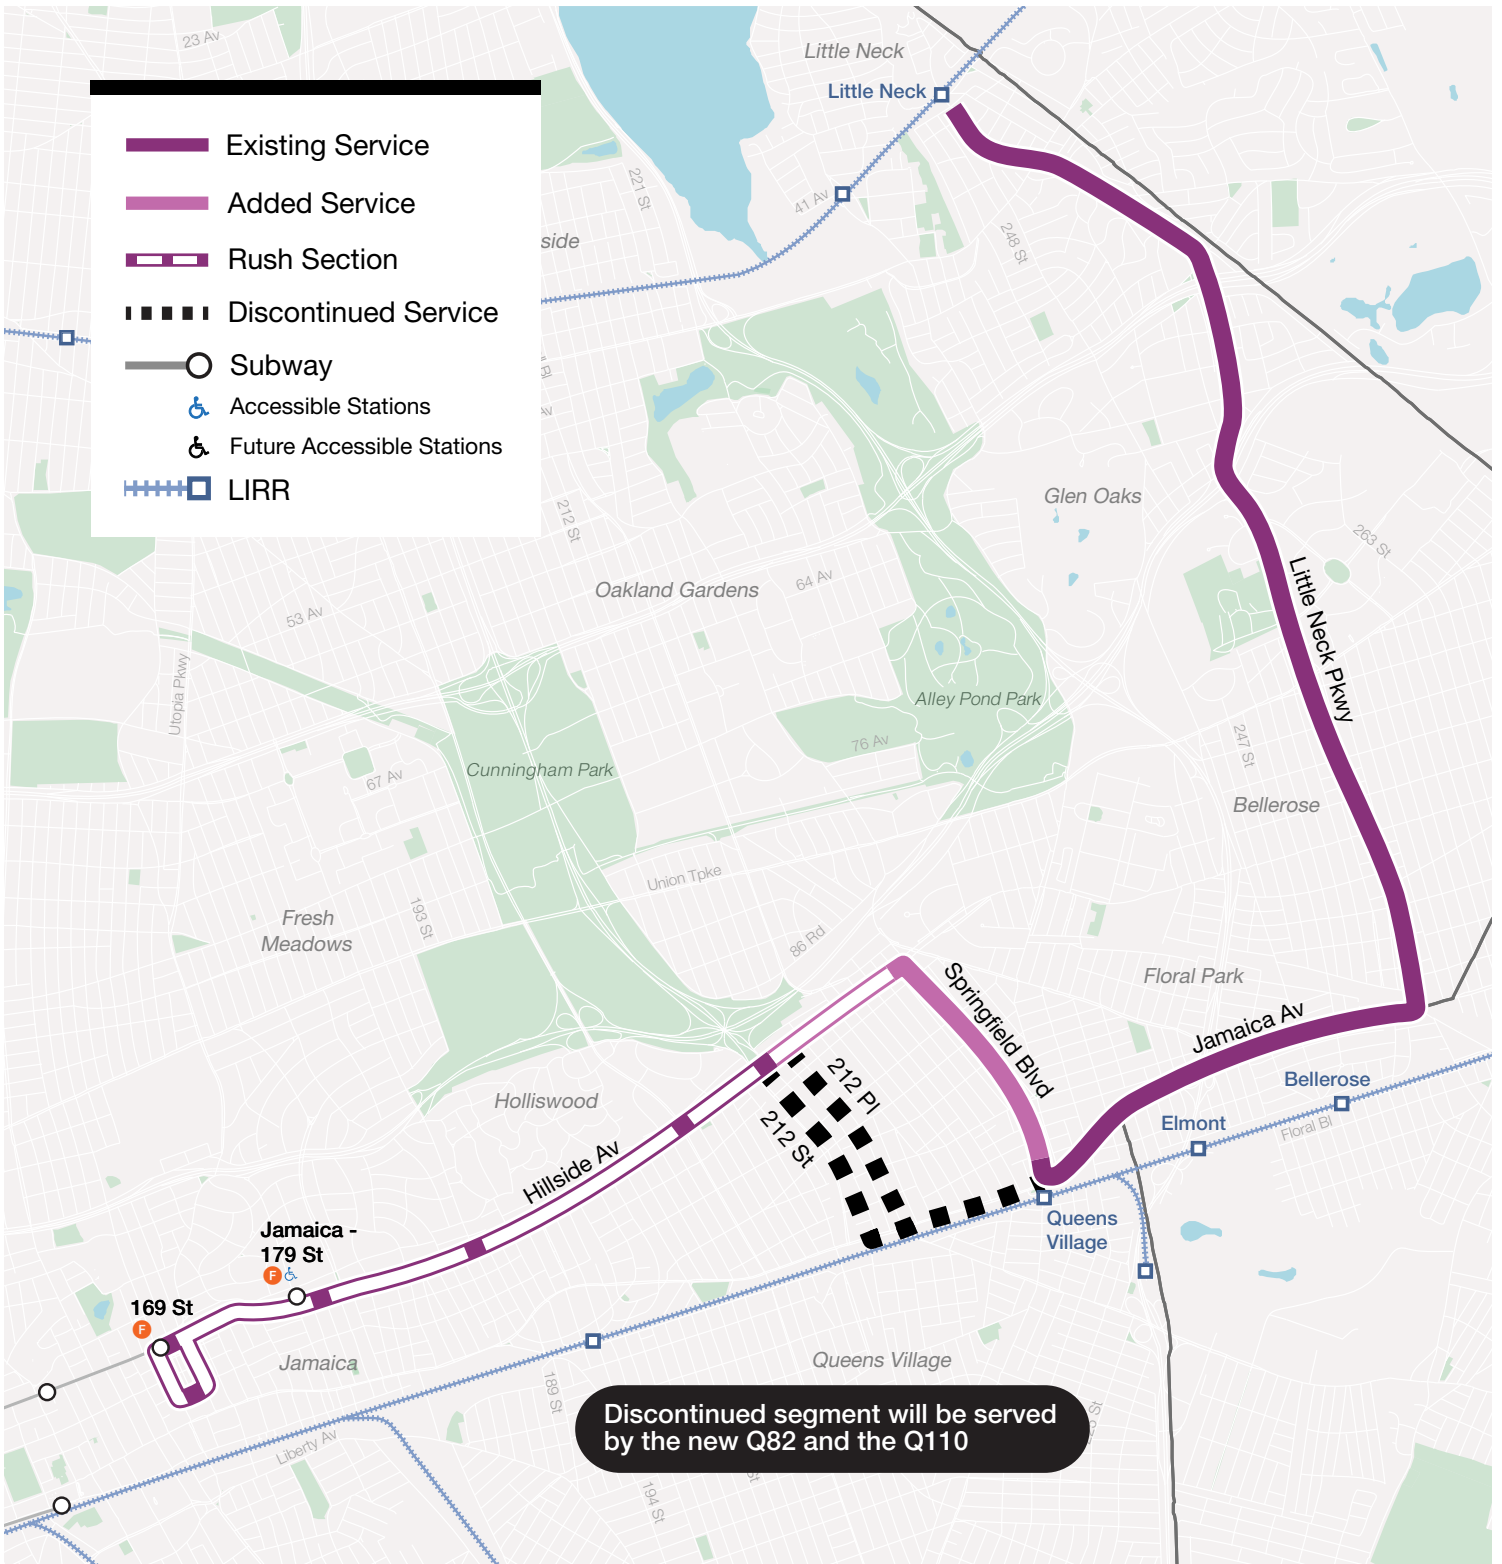 23 Av
Little Neck
Little Neck
Existing Service
Added Service
Rush Section
Discontinued Service
Subway
Accessible Stations
Future Accessible Stations
LIRR
221 St
41 Av
248 St
side
Bl
Av
212 St
Glen Oaks
263 St
Oakland Gardens
64 Av
53 Av
Little Neck Pkwy
Utopia Pkwy
Alley Pond Park
76 Av
247 St
Cunningham Park
67 Av
Bellerose
Union Tpke
193 St
Fresh
Meadows
86 Rd
Floral Park
Springfield Blvd
Jamaica Av
212 Pl
Bellerose
Holliswood
212 St
Elmont
Floral Bl
Hillside Av
Queens
Village
Jamaica -
179 St
F
169 St
F
Jamaica
Queens Village
189 St
Discontinued segment will be served
by the new Q82 and the Q110
St
Liberty Av
St
194 St